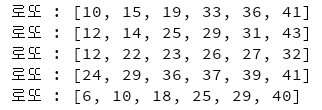 로또 : [10, 15, 19, 33, 36, 41]
로또 : [12, 14, 25, 29, 31, 43]
로또 : [12, 22, 23, 26, 27, 32]
로또 : [24, 29, 36, 37, 39, 41]
로또 : [6, 10, 18, 25, 29, 40]